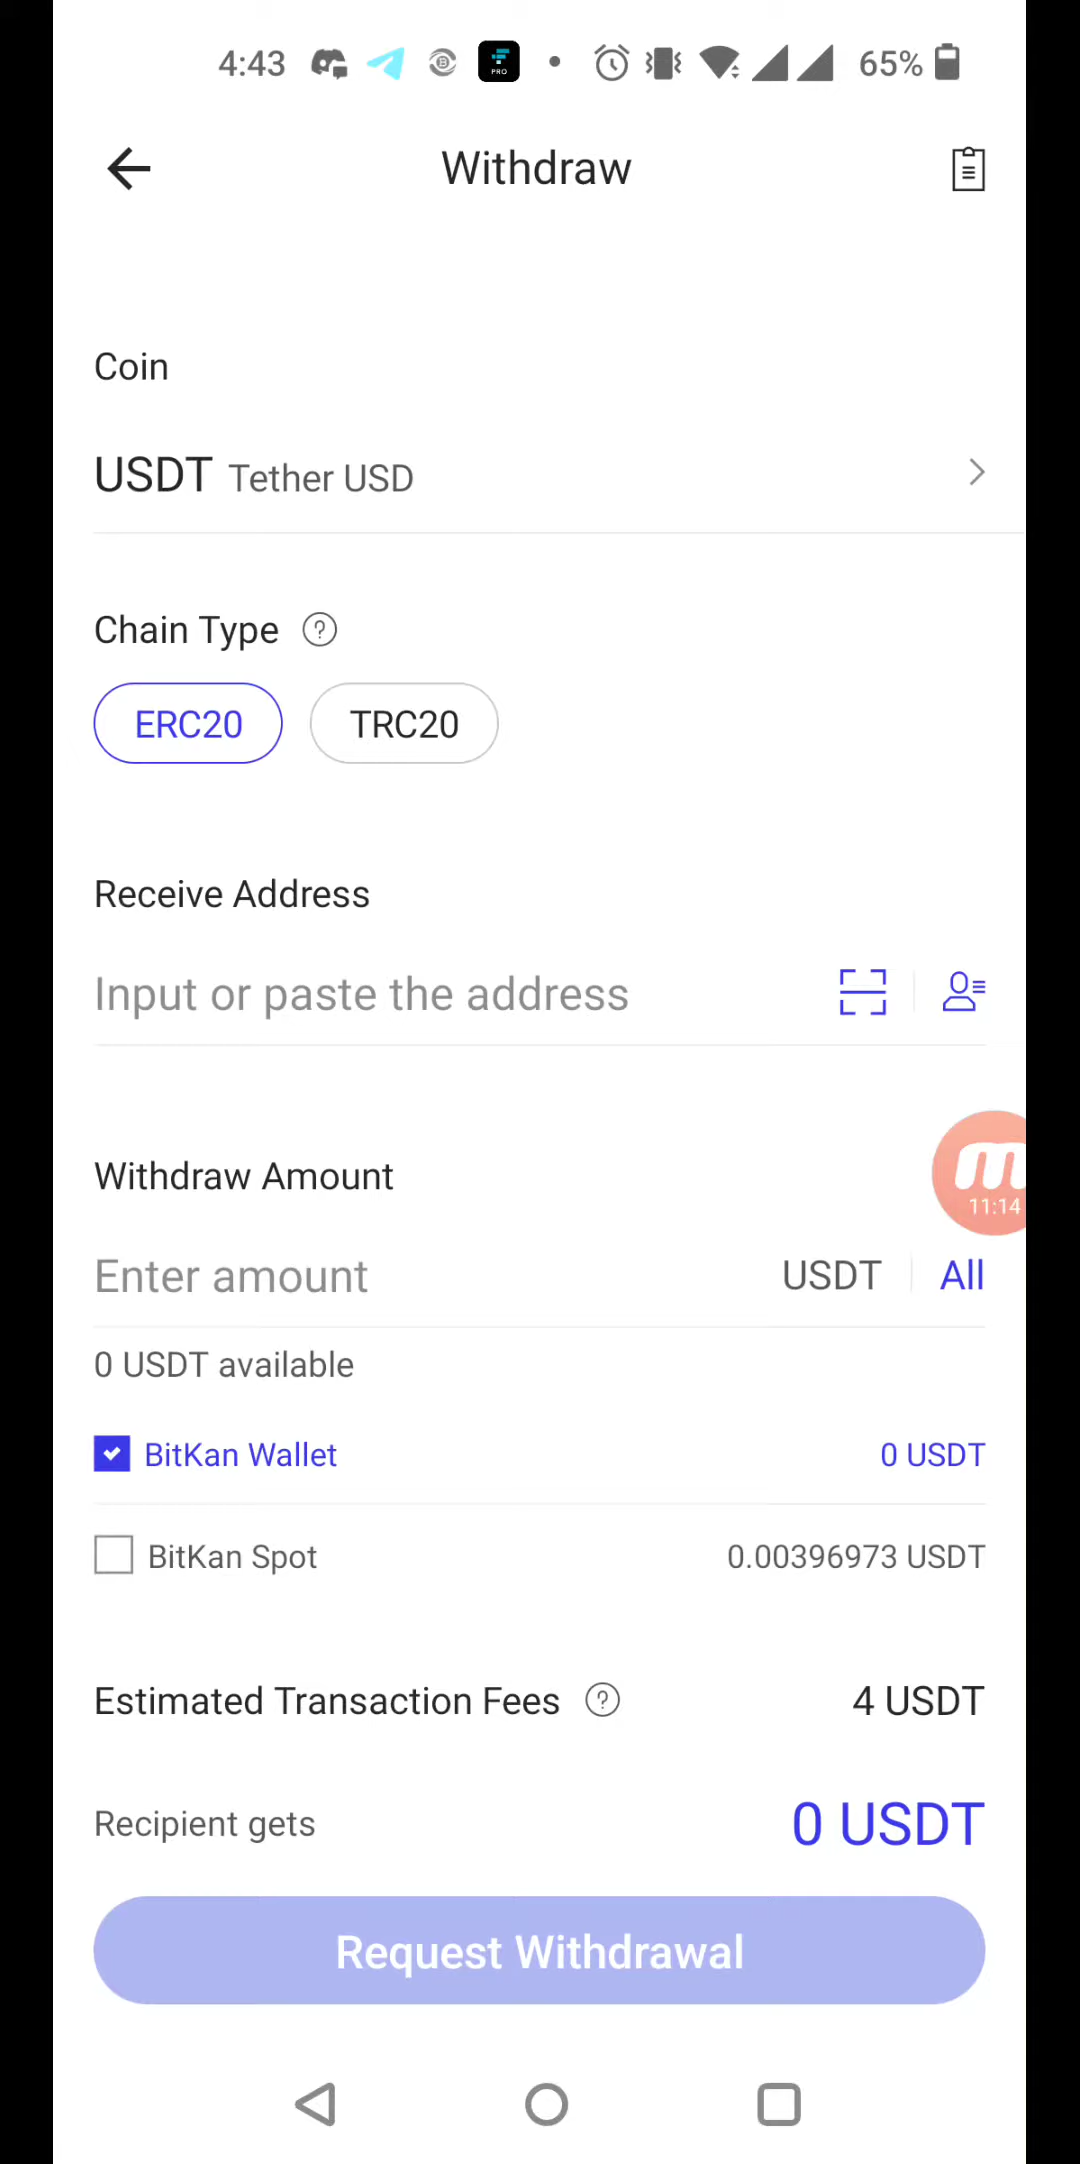 4:43 PRO 65%
Withdraw
Coin
USDT Tether USD
Chain Type ?
ERC20 TRC20
Receive Address
Input or paste the address
Withdraw Amount
m
11:14
Enter amount USDT All
0 USDT available
BitKan Wallet 0 USDT
BitKan Spot 0.00396973 USDT
Estimated Transaction Fees ? 4 USDT
Recipient gets 0 USDT
Request Withdrawal